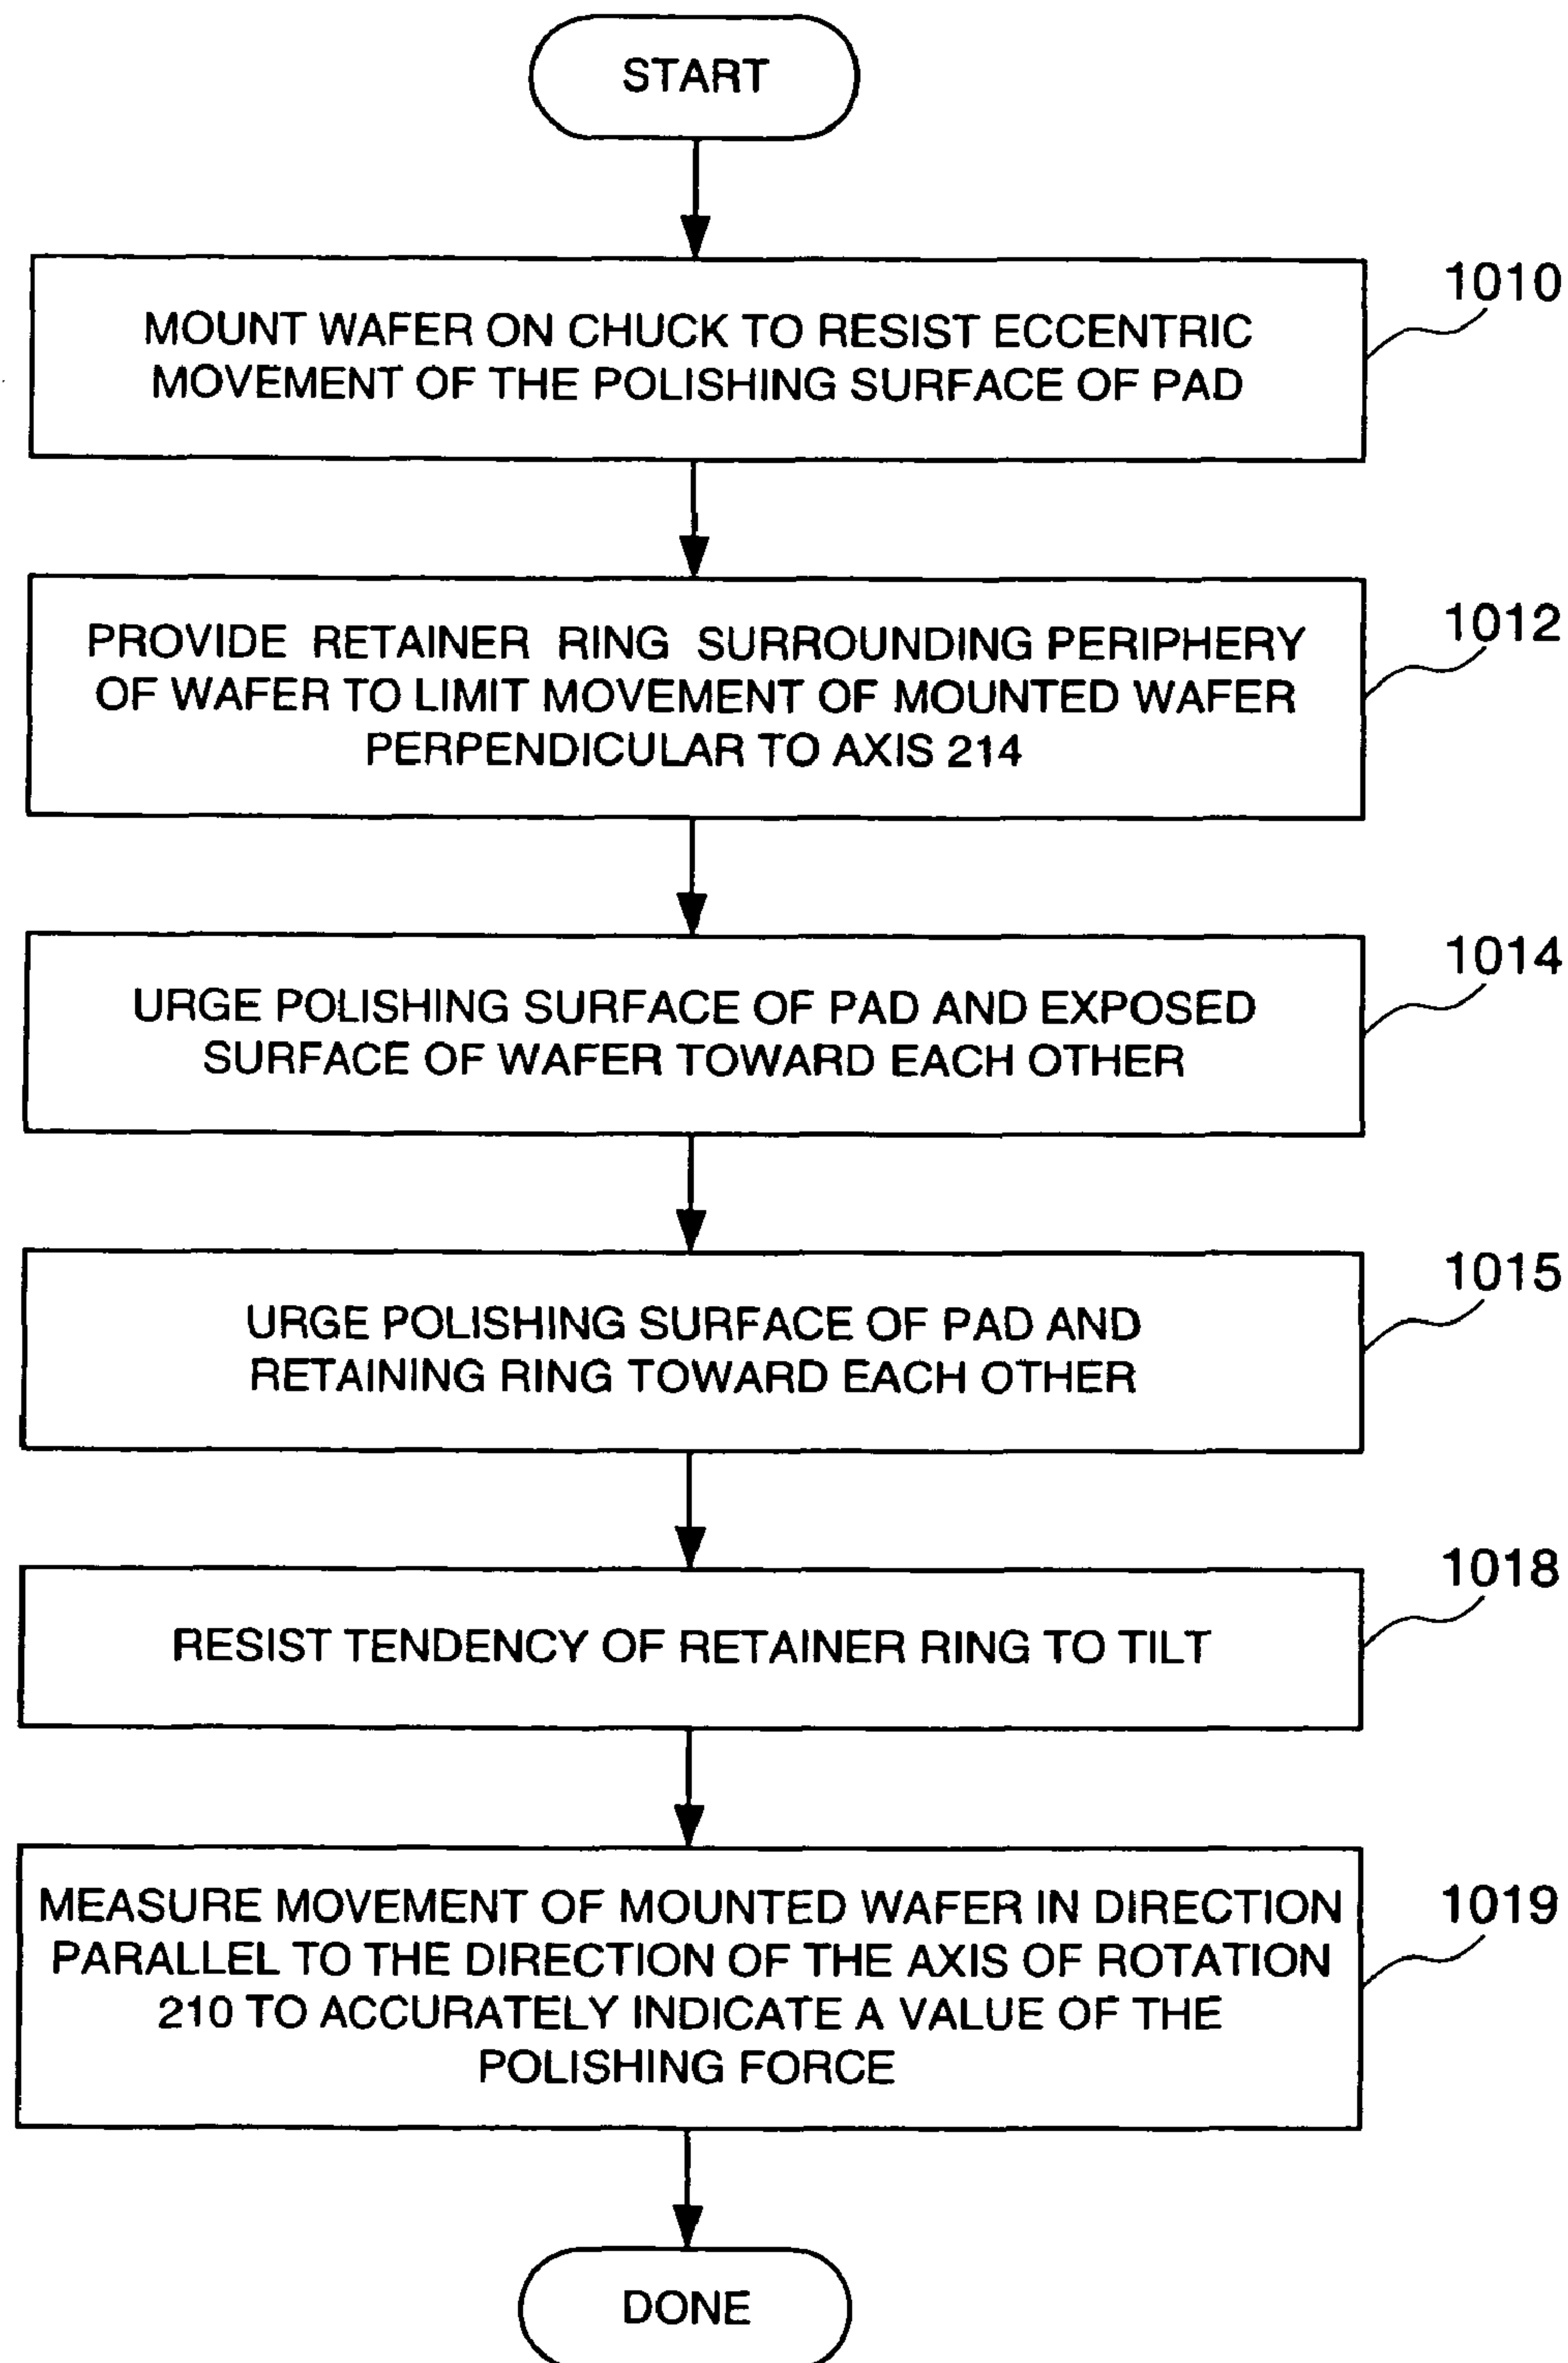 START
1010
MOUNT WAFER ON CHUCK TO RESIST ECCENTRIC
MOVEMENT OF THE POLISHING SURFACE OF PAD
1012
PROVIDE RETAINER RING SURROUNDING PERIPHERY
OF WAFER TO LIMIT MOVEMENT OF MOUNTED WAFER
PERPENDICULAR TO AXIS 214
1014
URGE POLISHING SURFACE OF PAD AND EXPOSED
SURFACE OF WAFER TOWARD EACH OTHER
1015
URGE POLISHING SURFACE OF PAD AND
RETAINING RING TOWARD EACH OTHER
1018
RESIST TENDENCY OF RETAINER RING TO TILT
1019
MEASURE MOVEMENT OF MOUNTED WAFER IN DIRECTION
PARALLEL TO THE DIRECTION OF THE AXIS OF ROTATION
210 TO ACCURATELY INDICATE A VALUE OF THE
POLISHING FORCE
DONE